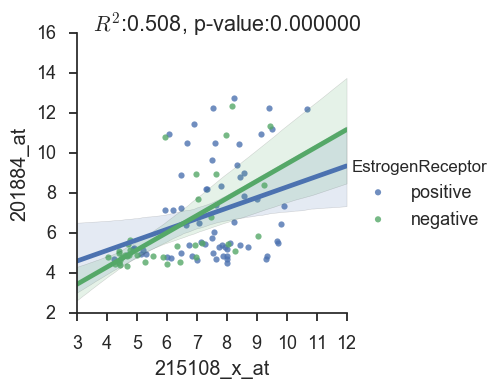 R²:0.508, p-value:0.000000
16
14
12
10
8
6
4
2
201884_at
3 4 5 6 7 8 9 10 11 12
215108_x_at
EstrogenReceptor
positive
negative